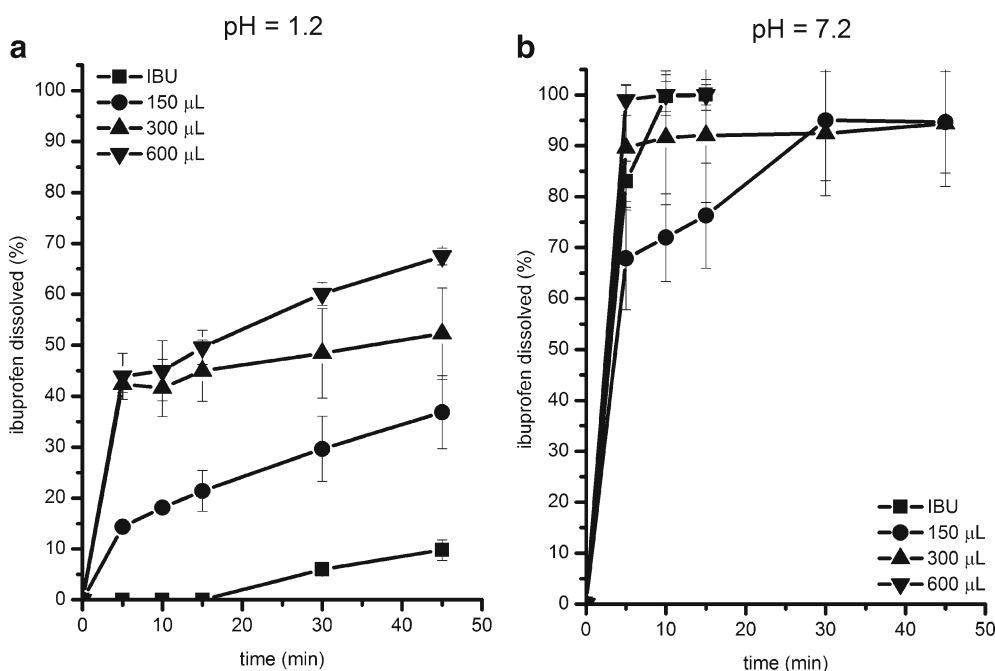 pH = 1.2
a
IBU
150 μL
300 μL
600 μL
100
90
80
70
60
50
40
30
20
10
0
0 10 20 30 40 50
ibuprofen dissolved (%)
time (min)
pH = 7.2
b
100
90
80
70
60
50
40
30
20
10
0
0 10 20 30 40 50
ibuprofen dissolved (%)
time (min)
IBU
150 μL
300 μL
600 μL